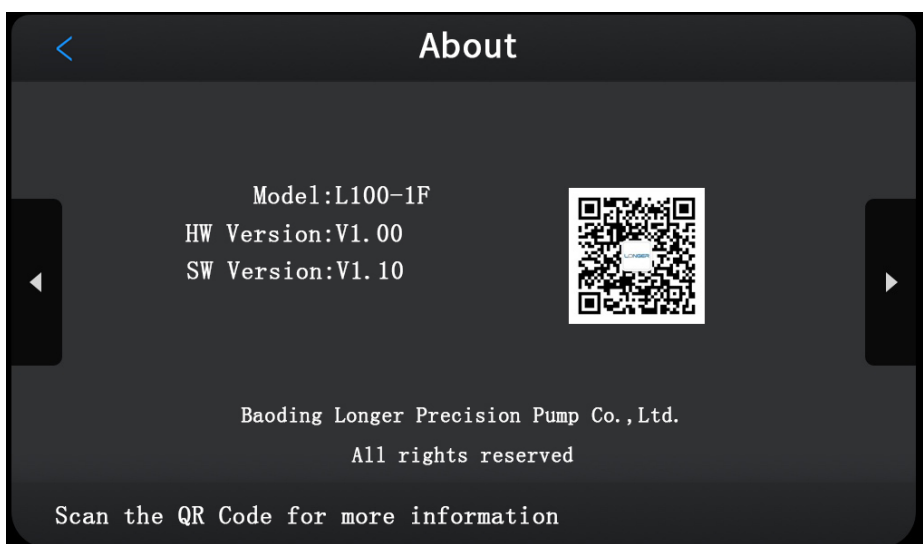 About
Model:L100-1F
HW Version:V1.00
SW Version:V1.10
LONGER
Baoding Longer Precision Pump Co.,Ltd.
All rights reserved
Scan the QR Code for more information